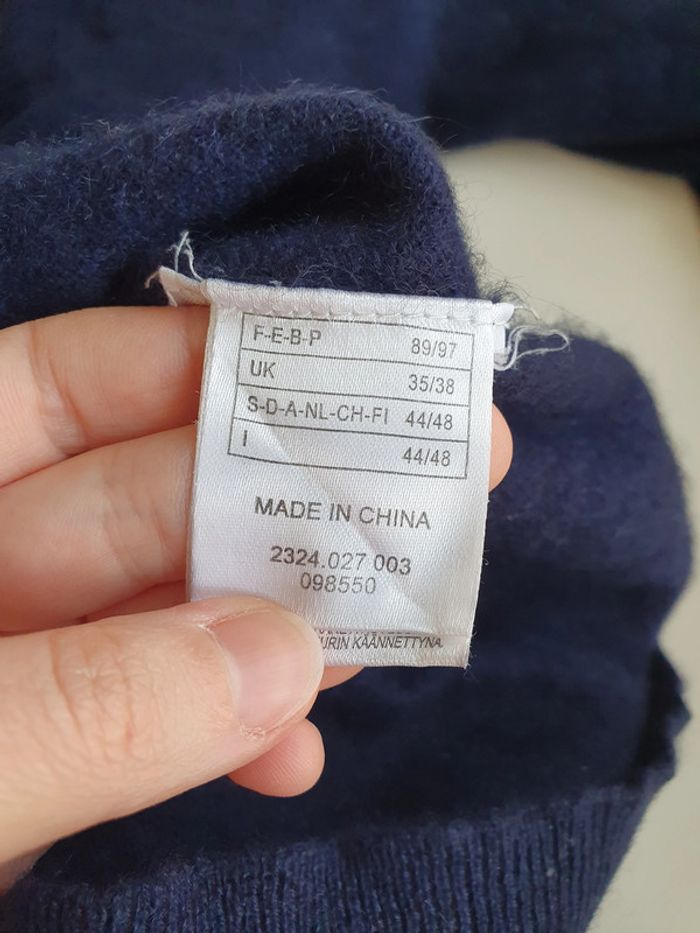 F-E-B-P 89/97
UK 35/38
S-D-A-NL-CH-FI 44/48
I 44/48
MADE IN CHINA
2324.027 003
098550
KÄÄNNETTYNÄ.